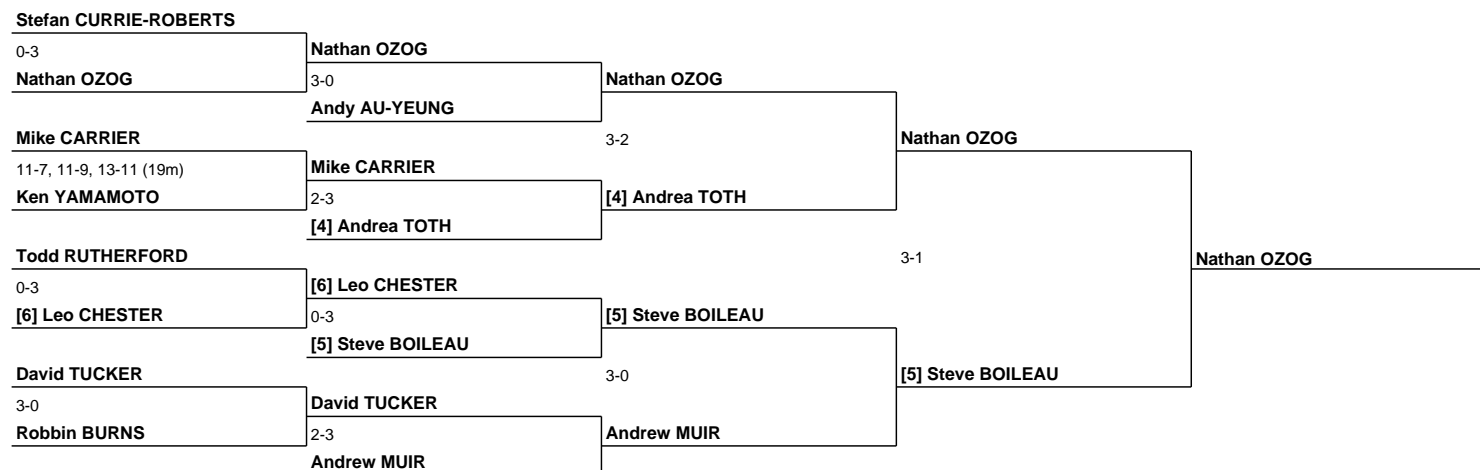 Stefan CURRIE-ROBERTS
0-3
Nathan OZOG
Mike CARRIER
11-7, 11-9, 13-11 (19m)
Ken YAMAMOTO
Todd RUTHERFORD
0-3
[6] Leo CHESTER
David TUCKER
3-0
Robbin BURNS
Nathan OZOG
3-0
Andy AU-YEUNG
Mike CARRIER
2-3
[4] Andrea TOTH
[6] Leo CHESTER
0-3
[5] Steve BOILEAU
David TUCKER
2-3
Andrew MUIR
Nathan OZOG
3-2
[4] Andrea TOTH
[5] Steve BOILEAU
3-0
Andrew MUIR
Nathan OZOG
3-1
[5] Steve BOILEAU
Nathan OZOG